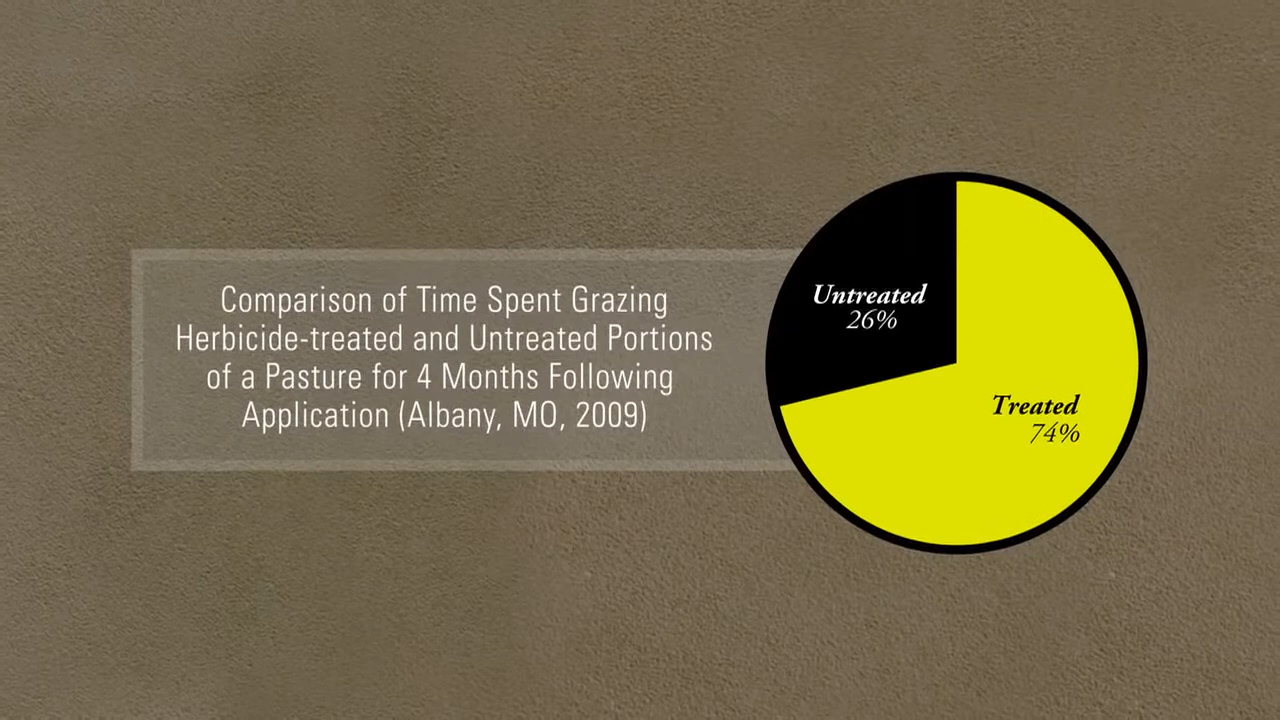 Comparison of Time Spent Grazing
Herbicide-treated and Untreated Portions
of a Pasture for 4 Months Following
Application (Albany, MO, 2009)
Untreated
26%
Treated
74%